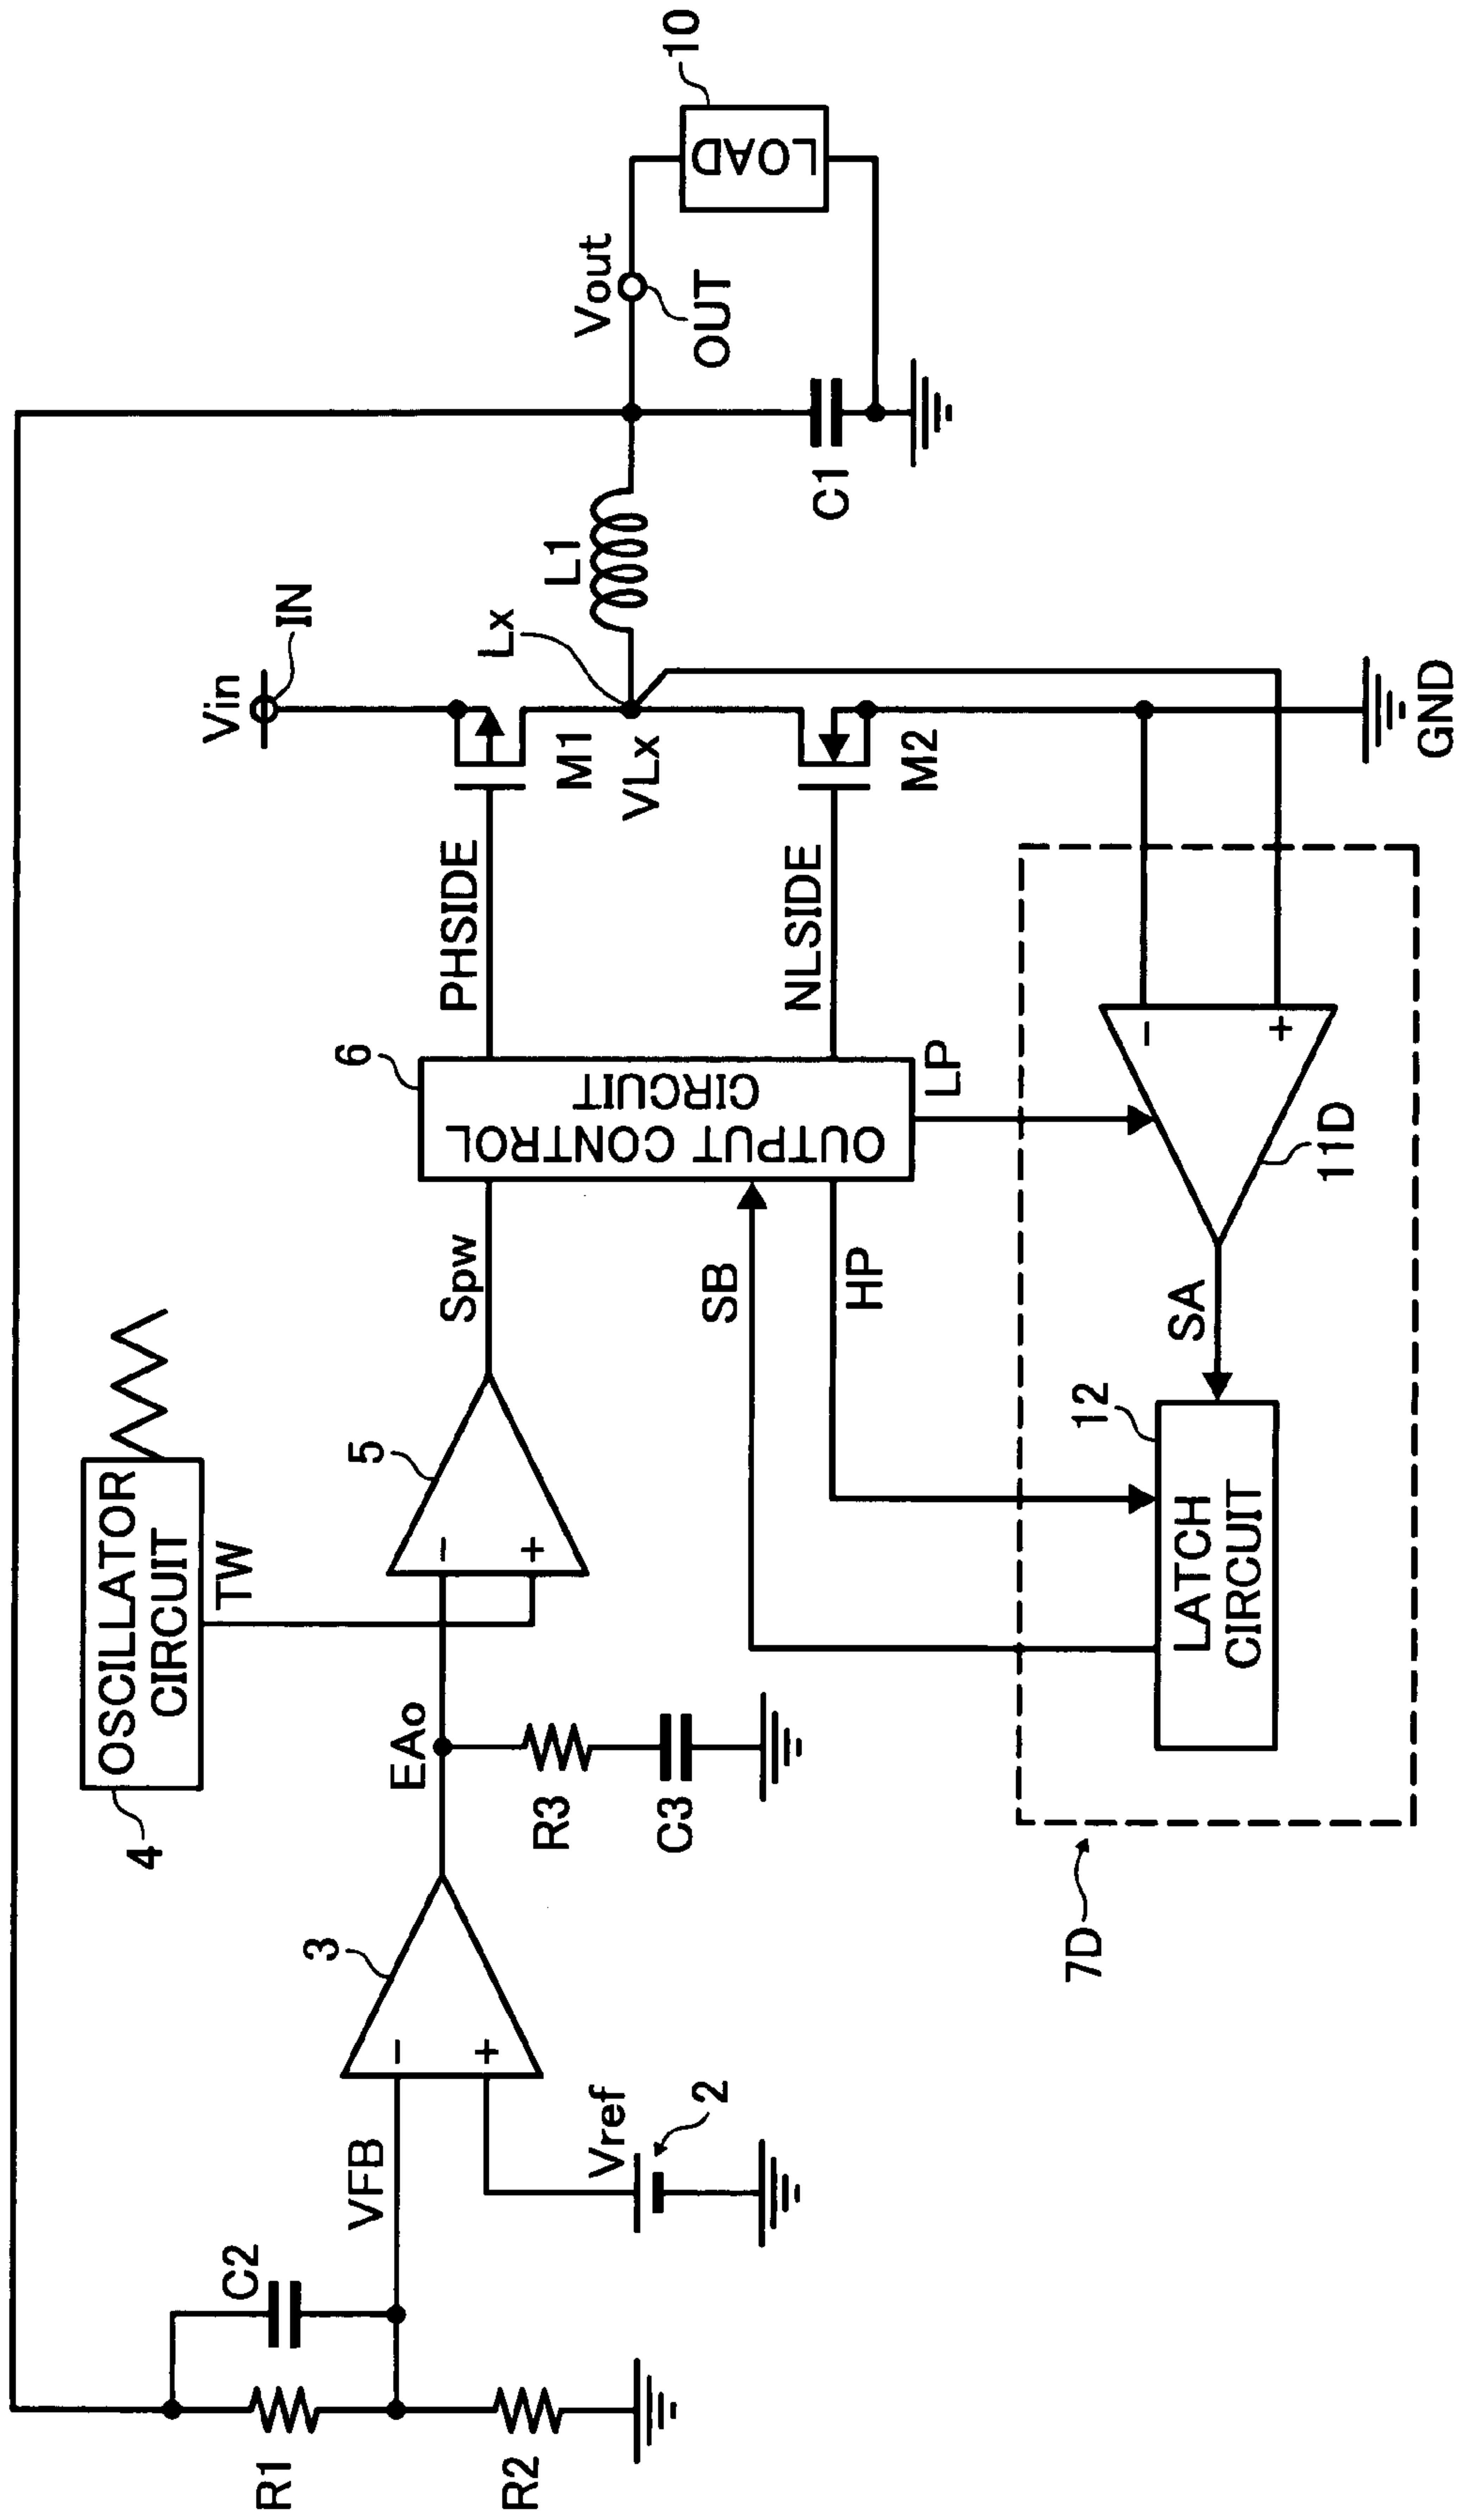 Vin
IN
4
OSCILLATOR
CIRCUIT
TW
C2
R1
VFB
3
EAo
5
Spw
6
OUTPUT CONTROL
CIRCUIT
PHSIDE
M1
Lx
VLx
L1
Vout
OUT
10
LOAD
R2
Vref
2
R3
C3
SB
HP
NLSIDE
M2
C1
LP
7D
12
LATCH
CIRCUIT
SA
11D
GND
-
+
-
+
-
+